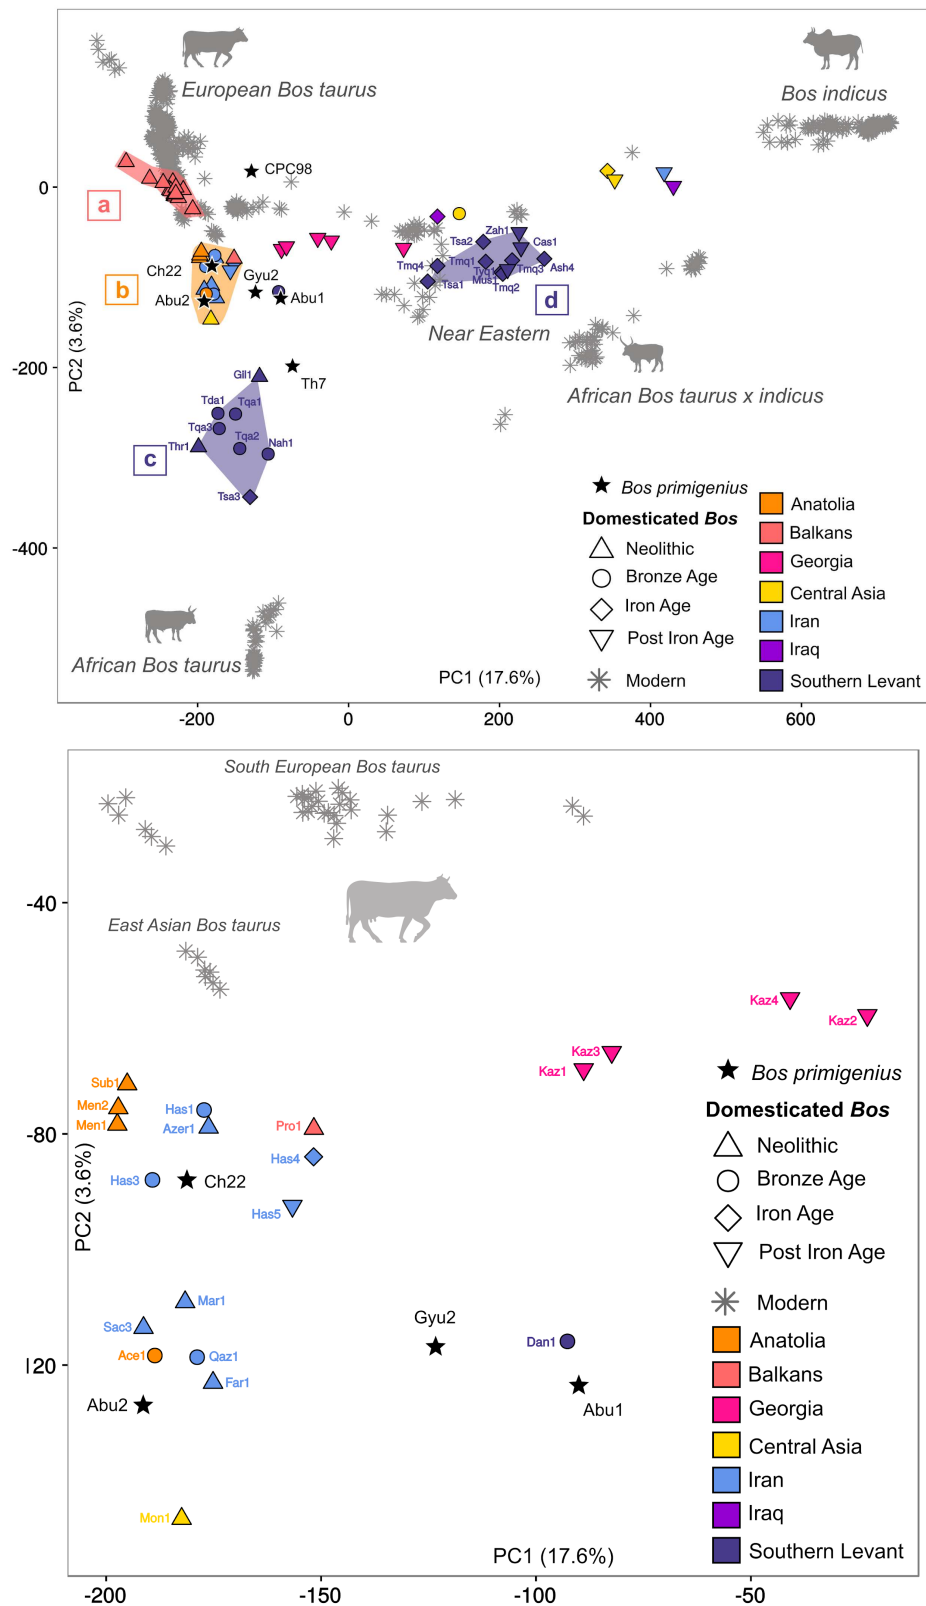 European Bos taurus
Bos indicus
CPC98
0
a
Zah1
Tsa2
Cas1
Tmq4
Tmq1
Tyq1
Tmq3
Ash4
Ch22
Gyu2
Mus1
Tsa1
Tmq2
b
Abu2
Abu1
d
Near Eastern
PC2 (3.6%)
-200
Gil1
Th7
African Bos taurus x indicus
Tda1
Tqa1
Tqa3
Tqa2
Nah1
Thr1
c
Tsa3
Bos primigenius
Domesticated Bos
Neolithic
Bronze Age
Iron Age
Post Iron Age
Modern
Anatolia
Balkans
Georgia
Central Asia
Iran
Iraq
Southern Levant
-400
African Bos taurus
PC1 (17.6%)
-200
0
200
400
600
South European Bos taurus
-40
East Asian Bos taurus
Kaz4
Kaz2
Kaz3
Kaz1
Sub1
Men2
Men1
Has1
Azer1
Pro1
-80
Has4
Has3
Ch22
Has5
PC2 (3.6%)
Mar1
Sac3
Gyu2
Ace1
Qaz1
Dan1
120
Far1
Abu2
Abu1
Mon1
Bos primigenius
Domesticated Bos
Neolithic
Bronze Age
Iron Age
Post Iron Age
Modern
Anatolia
Balkans
Georgia
Central Asia
Iran
Iraq
Southern Levant
PC1 (17.6%)
-200
-150
-100
-50